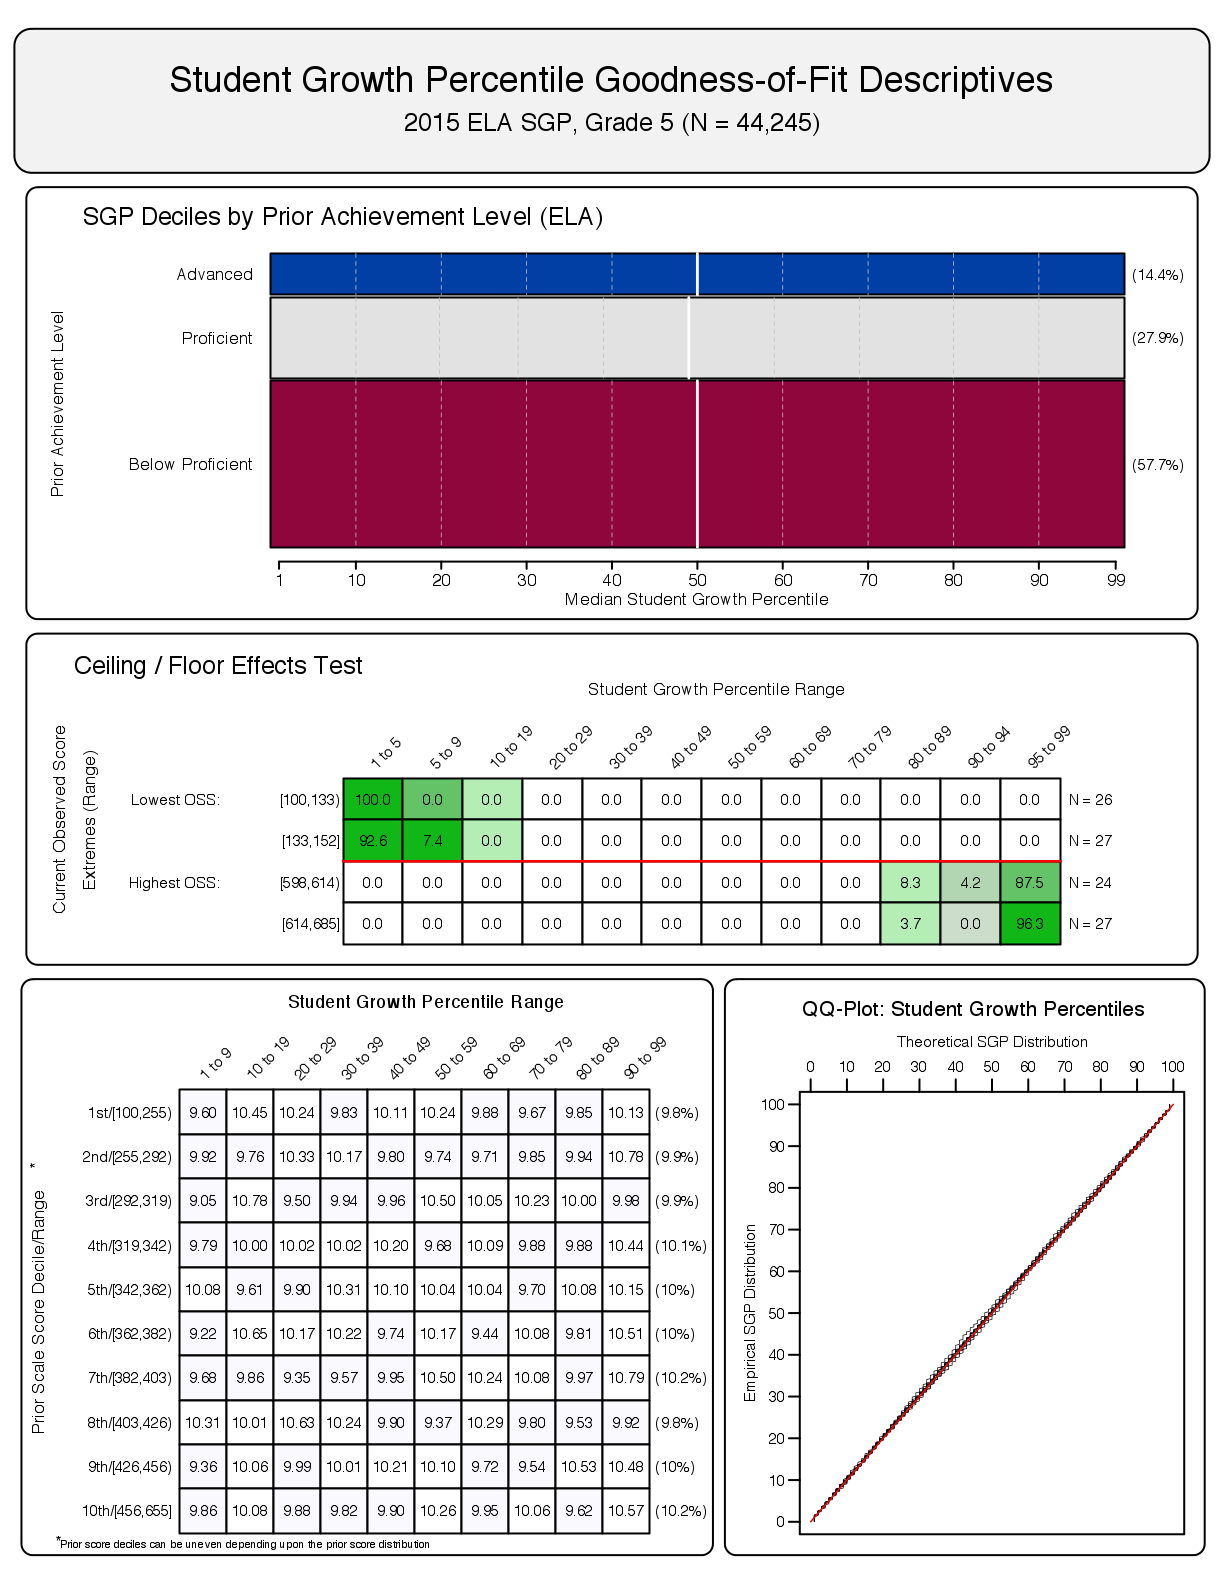 Student Growth Percentile Goodness-of-Fit Descriptives
2015 ELA SGP, Grade 5 (N = 44,245)
SGP Deciles by Prior Achievement Level (ELA)
Prior Achievement Level
Advanced (14.4%)
Proficient (27.9%)
Below Proficient (57.7%)
1 10 20 30 40 50 60 70 80 90 99
Median Student Growth Percentile
Ceiling / Floor Effects Test
Student Growth Percentile Range
Current Observed Score
Extremes (Range)
1 to 5 5 to 9 10 to 19 20 to 29 30 to 39 40 to 49 50 to 59 60 to 69 70 to 79 80 to 89 90 to 94 95 to 99
Lowest OSS: [100,133) 100.0 0.0 0.0 0.0 0.0 0.0 0.0 0.0 0.0 0.0 0.0 0.0 N = 26
[133,152] 92.6 7.4 0.0 0.0 0.0 0.0 0.0 0.0 0.0 0.0 0.0 0.0 N = 27
Highest OSS: [598,614) 0.0 0.0 0.0 0.0 0.0 0.0 0.0 0.0 0.0 8.3 4.2 87.5 N = 24
[614,685] 0.0 0.0 0.0 0.0 0.0 0.0 0.0 0.0 0.0 3.7 0.0 96.3 N = 27
Student Growth Percentile Range
Prior Scale Score Decile/Range *
1 to 9 10 to 19 20 to 29 30 to 39 40 to 49 50 to 59 60 to 69 70 to 79 80 to 89 90 to 99
1st/[100,255) 9.60 10.45 10.24 9.83 10.11 10.24 9.88 9.67 9.85 10.13 (9.8%)
2nd/[255,292) 9.92 9.76 10.33 10.17 9.80 9.74 9.71 9.85 9.94 10.78 (9.9%)
3rd/[292,319) 9.05 10.78 9.50 9.94 9.96 10.50 10.05 10.23 10.00 9.98 (9.9%)
4th/[319,342) 9.79 10.00 10.02 10.02 10.20 9.68 10.09 9.88 9.88 10.44 (10.1%)
5th/[342,362) 10.08 9.61 9.90 10.31 10.10 10.04 10.04 9.70 10.08 10.15 (10%)
6th/[362,382) 9.22 10.65 10.17 10.22 9.74 10.17 9.44 10.08 9.81 10.51 (10%)
7th/[382,403) 9.68 9.86 9.35 9.57 9.95 10.50 10.24 10.08 9.97 10.79 (10.2%)
8th/[403,426) 10.31 10.01 10.63 10.24 9.90 9.37 10.29 9.80 9.53 9.92 (9.8%)
9th/[426,456) 9.36 10.06 9.99 10.01 10.21 10.10 9.72 9.54 10.53 10.48 (10%)
10th/[456,655] 9.86 10.08 9.88 9.82 9.90 10.26 9.95 10.06 9.62 10.57 (10.2%)
*Prior score deciles can be uneven depending upon the prior score distribution
QQ-Plot: Student Growth Percentiles
Theoretical SGP Distribution
0 10 20 30 40 50 60 70 80 90 100
Empirical SGP Distribution
100
90
80
70
60
50
40
30
20
10
0